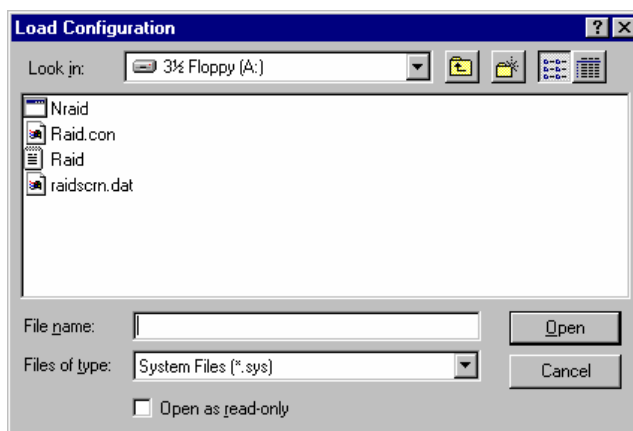 Load Configuration
Look in: 3½ Floppy (A:)
Nraid
Raid.con
Raid
raidscrn.dat
File name: Open
Files of type: System Files (*.sys) Cancel
Open as read-only